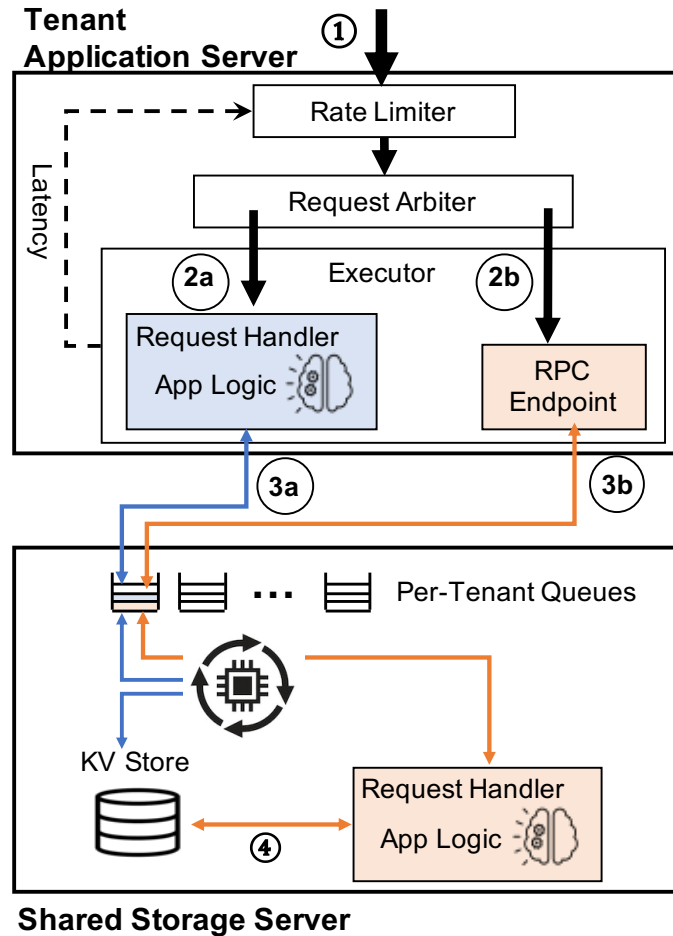 Tenant
Application Server
①
Rate Limiter
Latency
Request Arbiter
2a
Executor
2b
Request Handler
App Logic
RPC
Endpoint
3a
3b
Per-Tenant Queues
KV Store
Request Handler
App Logic
④
Shared Storage Server